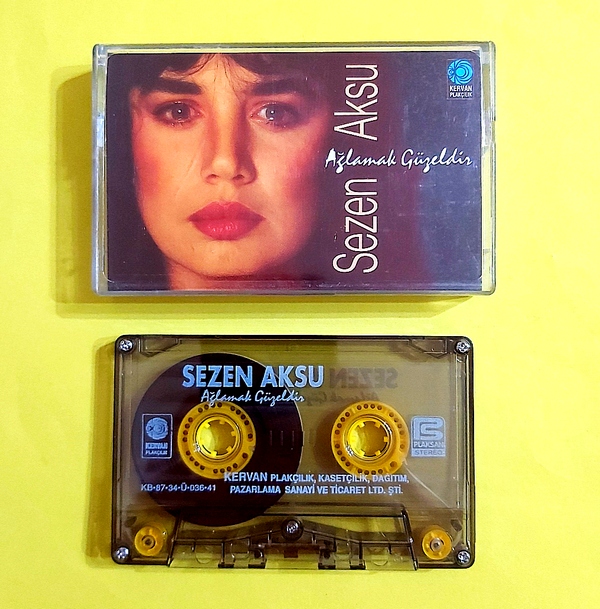 KERVAN
PLAKÇILIK
Sezen Aksu
Ağlamak Güzeldir
SEZEN AKSU
Ağlamak Güzeldir
KERVAN
PLAKÇILIK
PLAKSAN
STEREO
KB-87-34-Ü-036-41
KERVAN PLAKÇILIK, KASETÇİLİK, DAĞITIM,
PAZARLAMA SANAYİ VE TİCARET LTD. ŞTİ.